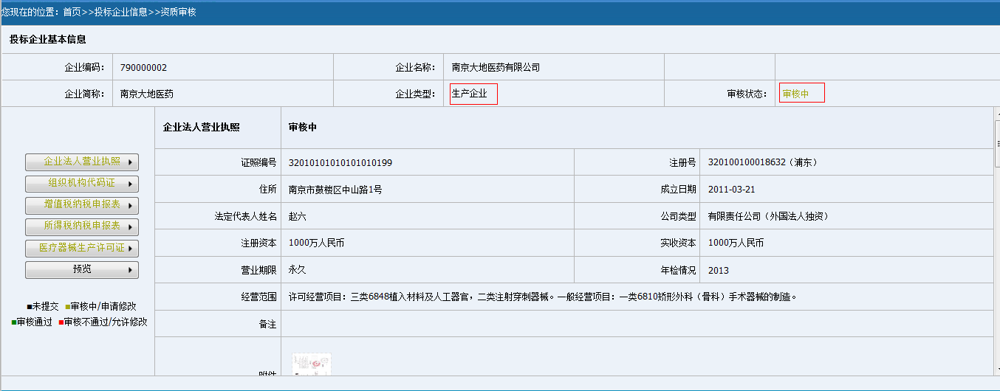 您现在的位置：首页>>投标企业信息>>资质审核
投标企业基本信息
企业编码： 790000002 企业名称： 南京大地医药有限公司
企业简称： 南京大地医药 企业类型： 生产企业 审核状态： 审核中
企业法人营业执照 审核中
证照编号 32010101010101010199 注册号 320100100018632（浦东）
住所 南京市鼓楼区中山路1号 成立日期 2011-03-21
法定代表人姓名 赵六 公司类型 有限责任公司（外国法人独资）
注册资本 1000万人民币 实收资本 1000万人民币
营业期限 永久 年检情况 2013
经营范围 许可经营项目：三类6848植入材料及人工器官，二类注射穿刺器械。一般经营项目：一类6810矫形外科（骨科）手术器械的制造。
备注
附件
企业法人营业执照
组织机构代码证
增值税纳税申报表
所得税纳税申报表
医疗器械生产许可证
预览
■未提交 ■审核中/申请修改
■审核通过 ■审核不通过/允许修改